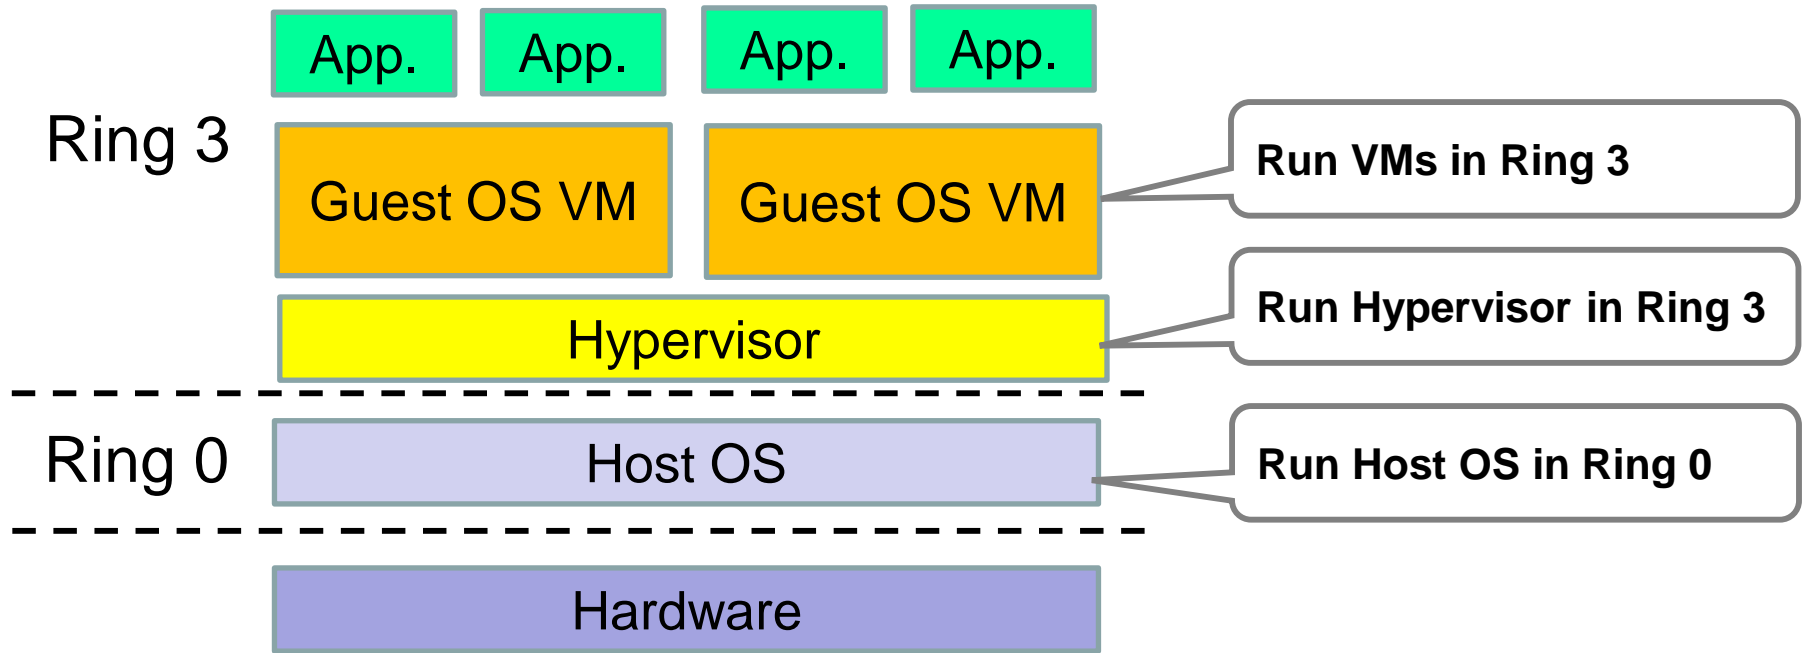 App.
App.
App.
App.
Ring 3
Guest OS VM
Guest OS VM
Run VMs in Ring 3
Hypervisor
Run Hypervisor in Ring 3
Ring 0
Host OS
Run Host OS in Ring 0
Hardware